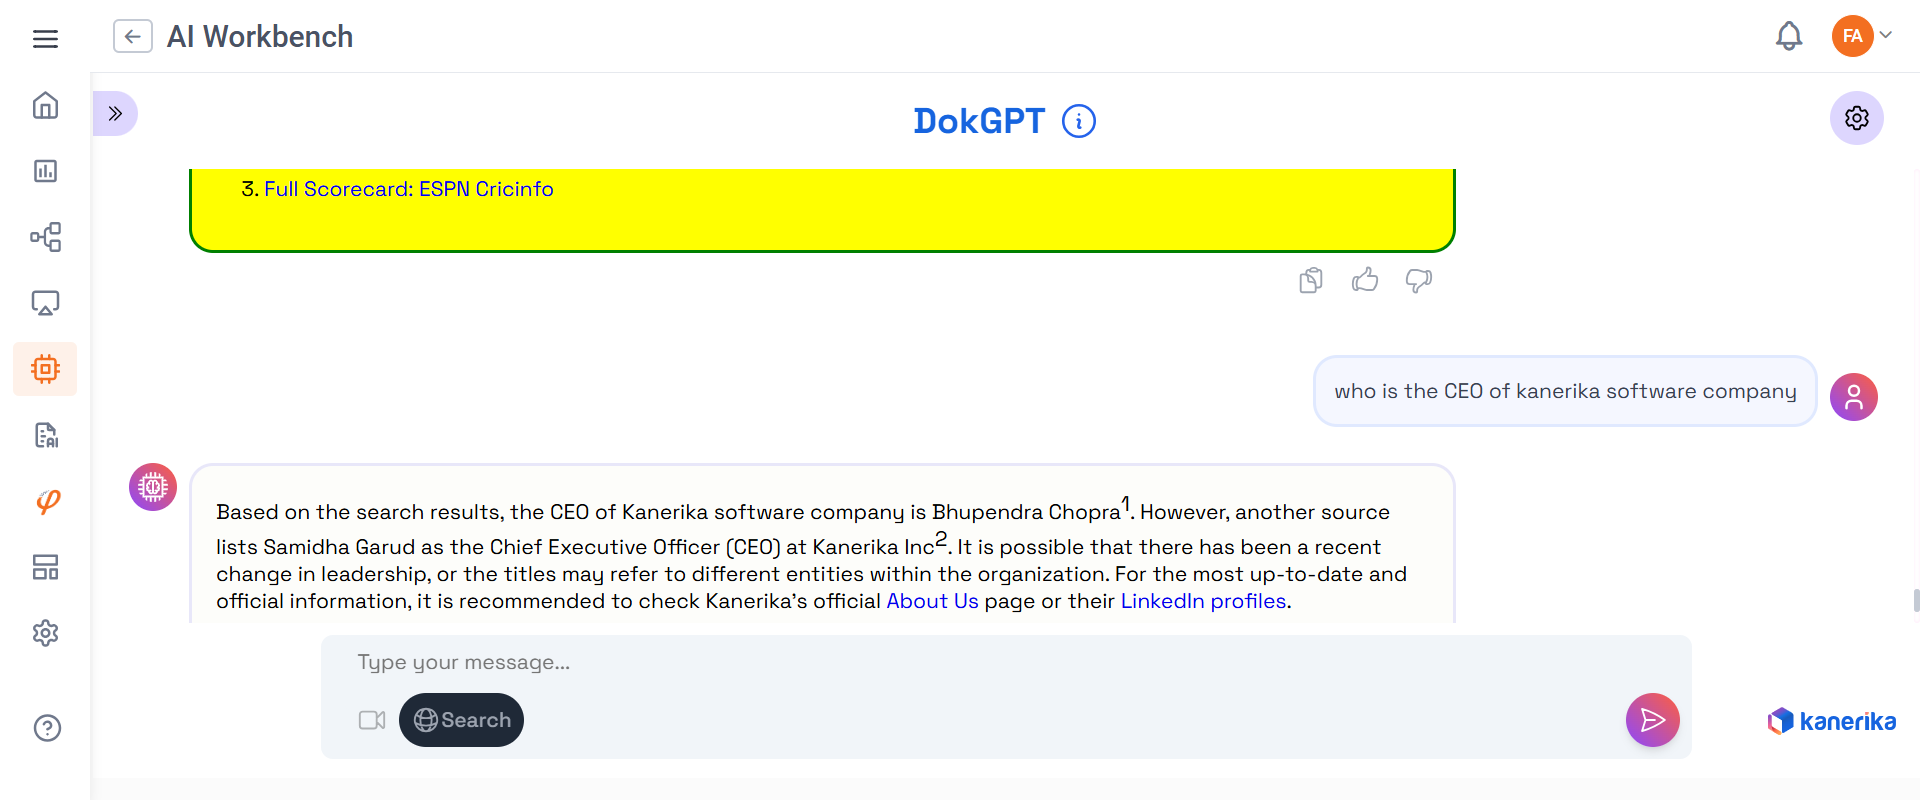 AI Workbench
FA
DokGPT
3. Full Scorecard: ESPN Cricinfo
who is the CEO of kanerika software company
Based on the search results, the CEO of Kanerika software company is Bhupendra Chopra1. However, another source
lists Samidha Garud as the Chief Executive Officer (CEO) at Kanerika Inc2. It is possible that there has been a recent
change in leadership, or the titles may refer to different entities within the organization. For the most up-to-date and
official information, it is recommended to check Kanerika's official About Us page or their LinkedIn profiles.
Type your message...
Search
kanerika